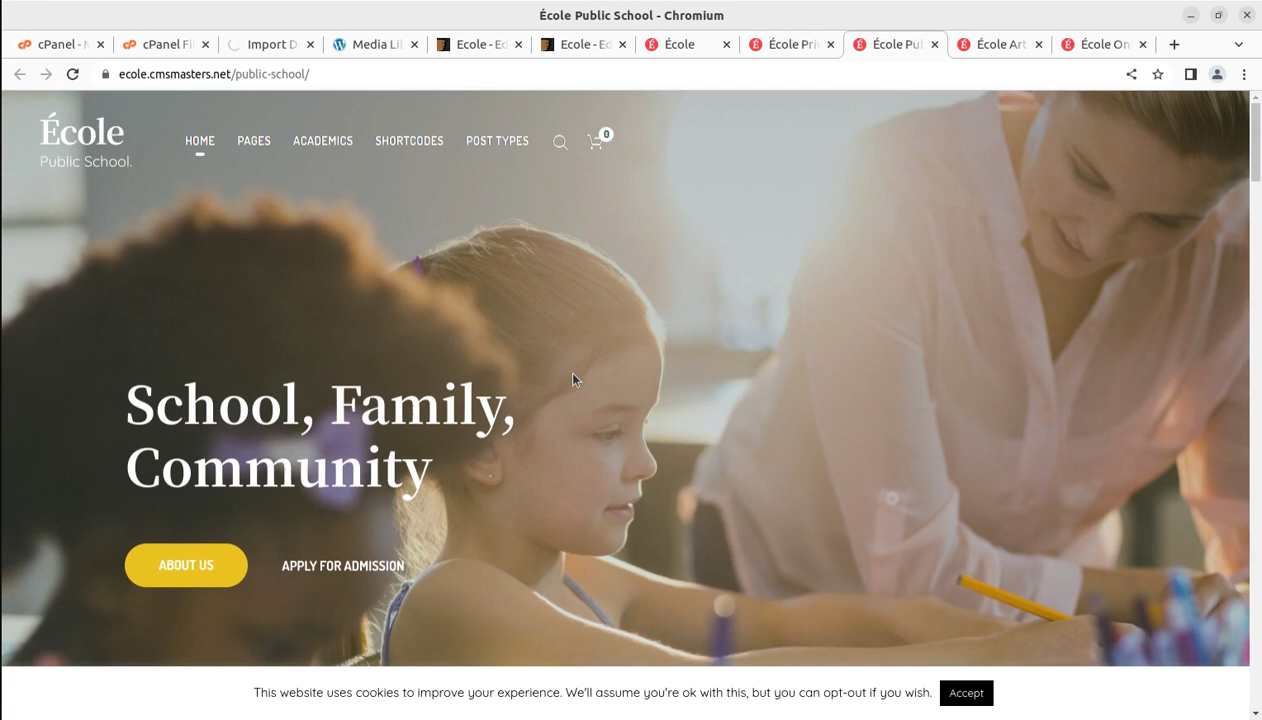 École Public School - Chromium
cPanel - M
cPanel Fi
Import D
Media Li
Ecole - Ed
Ecole - Ed
École
École Pri
École Pu
École Art
École On
ecole.cmsmasters.net/public-school/
École
Public School.
HOME
PAGES
ACADEMICS
SHORTCODES
POST TYPES
0
School, Family,
Community
ABOUT US
APPLY FOR ADMISSION
This website uses cookies to improve your experience. We'll assume you're ok with this, but you can opt-out if you wish.
Accept